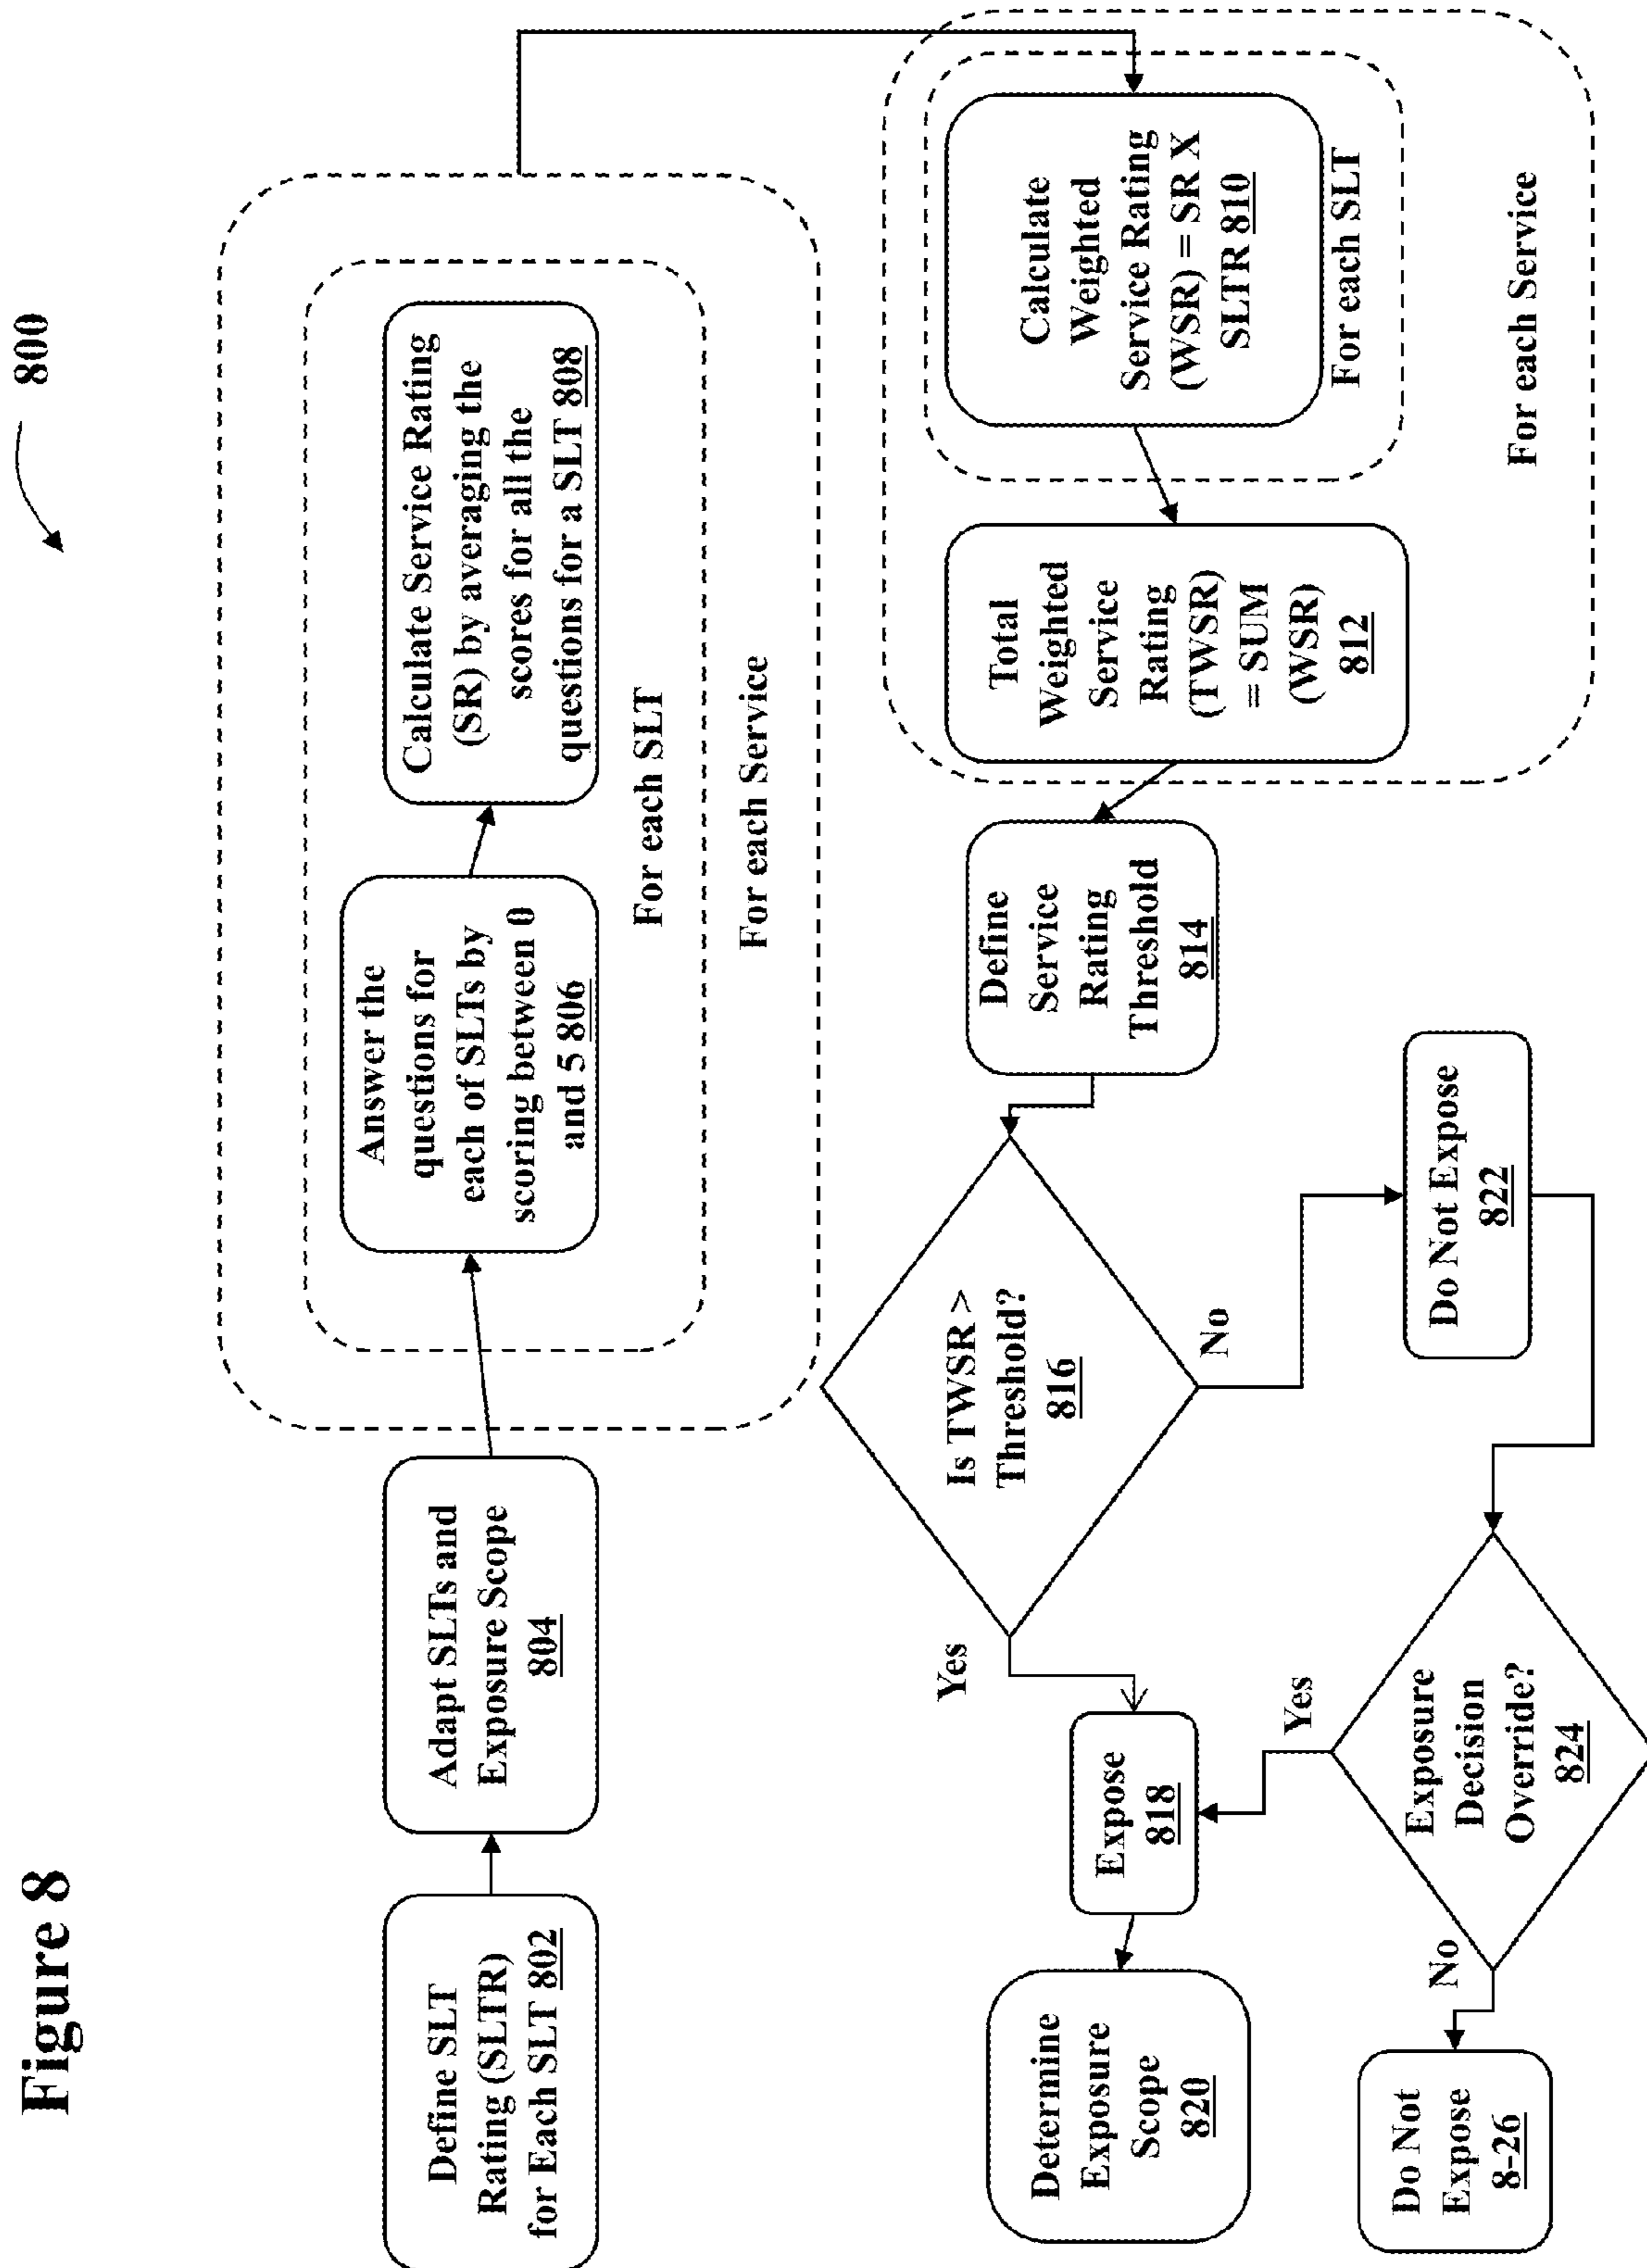 Figure 8
800
Define SLT
Rating (SLTR)
for Each SLT 802
Adapt SLTs and
Exposure Scope
804
Answer the
questions for
each of SLTs by
scoring between 0
and 5 806
Calculate Service Rating
(SR) by averaging the
scores for all the
questions for a SLT 808
For each SLT
For each Service
Calculate
Weighted
Service Rating
(WSR) = SR X
SLTR 810
For each SLT
For each Service
Total
Weighted
Service
Rating
(TWSR)
= SUM
(WSR)
812
Define
Service
Rating
Threshold
814
Is TWSR >
Threshold?
816
Yes
No
Expose
818
Determine
Exposure
Scope
820
Do Not Expose
822
Exposure
Decision
Override?
824
Yes
No
Do Not
Expose
8-26